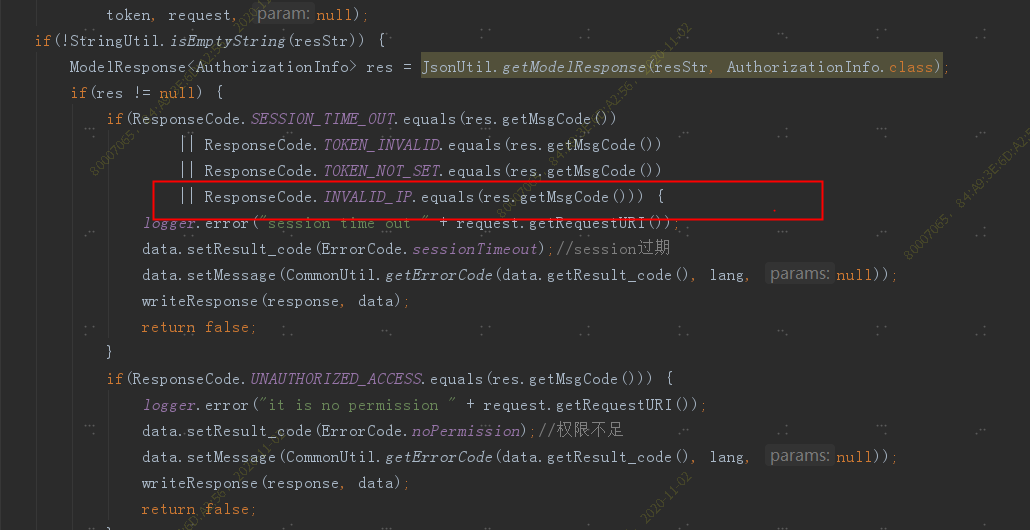 token, request, param: null);
if(!StringUtil.isEmptyString(resStr)) {
ModelResponse<AuthorizationInfo> res = JsonUtil.getModelResponse(resStr, AuthorizationInfo.class);
if(res != null) {
if(ResponseCode.SESSION_TIME_OUT.equals(res.getMsgCode())
|| ResponseCode.TOKEN_INVALID.equals(res.getMsgCode())
|| ResponseCode.TOKEN_NOT_SET.equals(res.getMsgCode())
|| ResponseCode.INVALID_IP.equals(res.getMsgCode())) {
logger.error("session time out " + request.getRequestURI());
data.setResult_code(ErrorCode.sessionTimeout);//session过期
data.setMessage(CommonUtil.getErrorCode(data.getResult_code(), lang, params: null));
writeResponse(response, data);
return false;
}
if(ResponseCode.UNAUTHORIZED_ACCESS.equals(res.getMsgCode())) {
logger.error("it is no permission " + request.getRequestURI());
data.setResult_code(ErrorCode.noPermission);//权限不足
data.setMessage(CommonUtil.getErrorCode(data.getResult_code(), lang, params: null));
writeResponse(response, data);
return false;